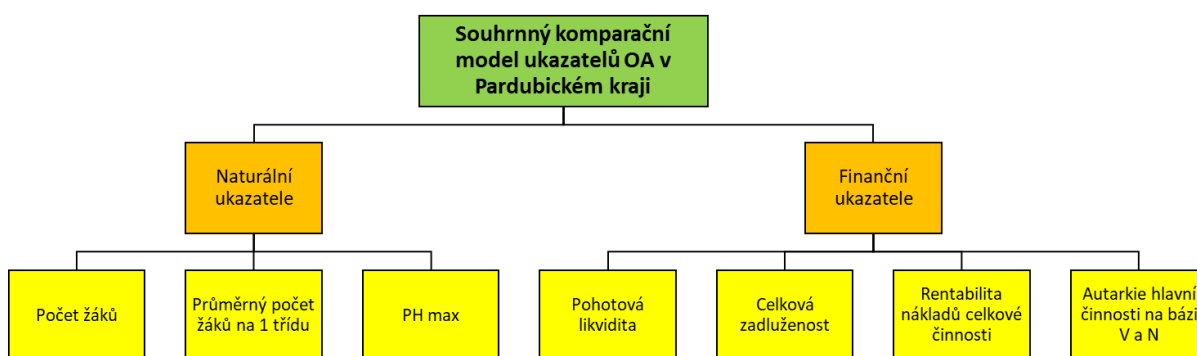 Souhrnný komparační
model ukazatelů OA v
Pardubickém kraji
Naturální
ukazatele
Finanční
ukazatele
Počet žáků
Průměrný počet
žáků na 1 třídu
PH max
Pohotová
likvidita
Celková
zadluženost
Rentabilita
nákladů celkové
činnosti
Autarkie hlavní
činnosti na bázi
V a N